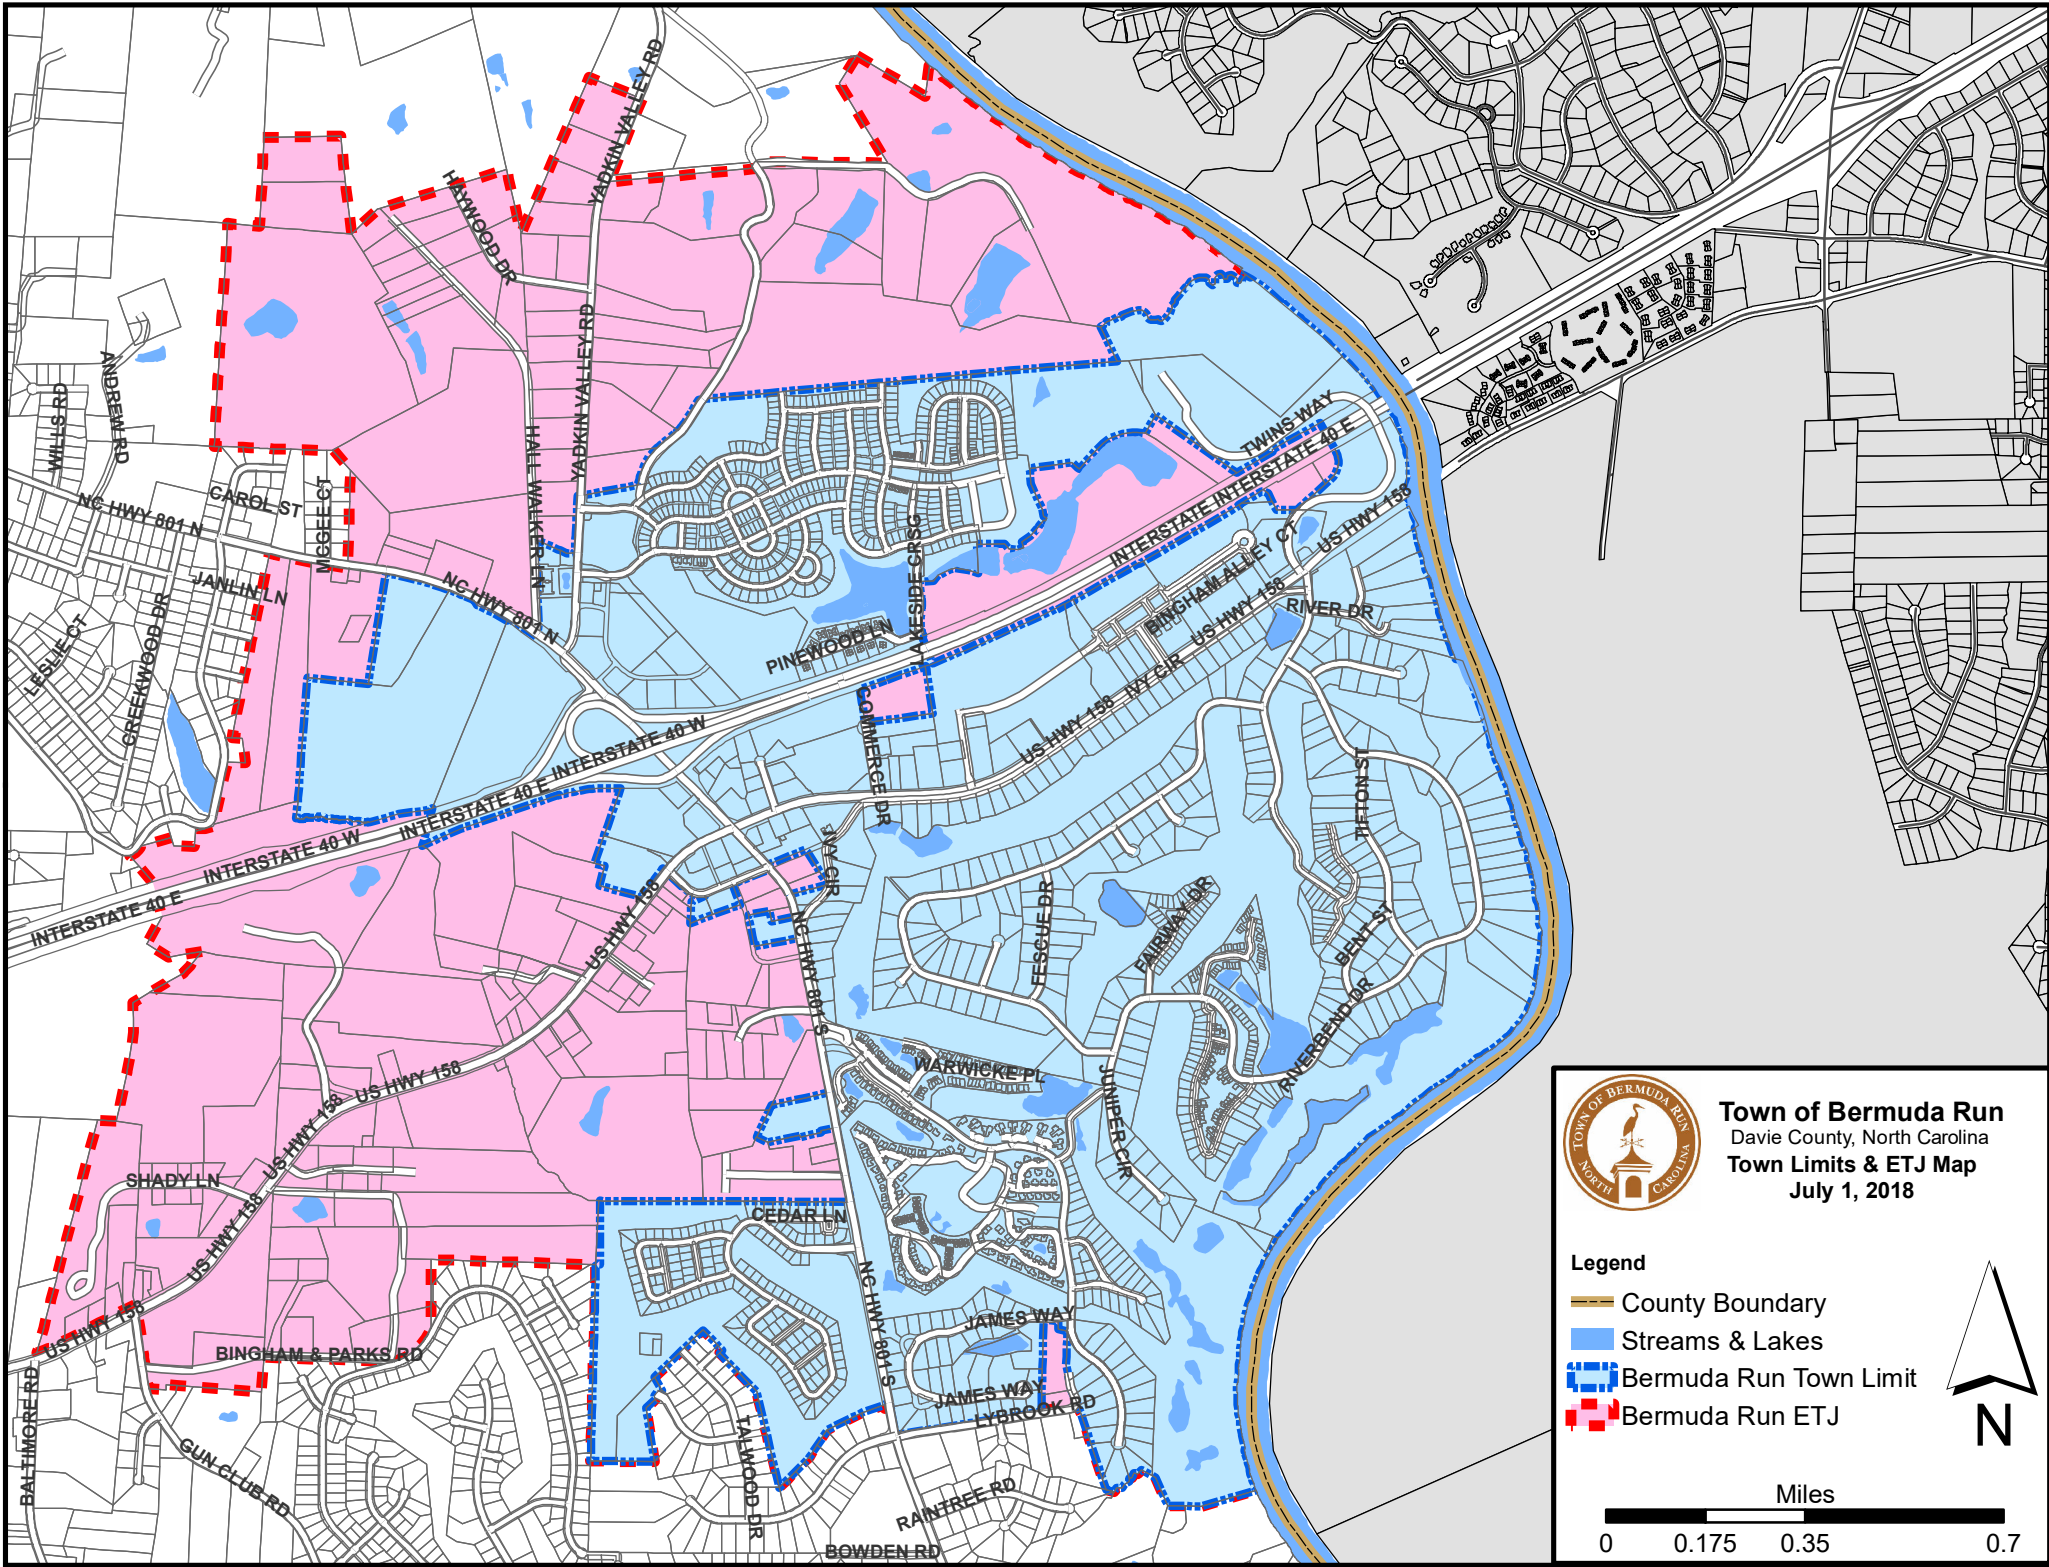 YADKIN VALLEY RD
HAYWOOD DR
YADKIN VALLEY RD
HALL WALKER LN
ANDREW RD
WILLS RD
NC HWY 801 N
CAROL ST
MCGEE CT
JANLIN LN
LESLIE CT
CREEKWOOD DR
NC HWY 801 N
TWINS WAY
INTERSTATE 40 E
INTERSTATE
LAKESIDE CRSG
PINEWOOD LN
BINGHAM ALLEY CT
US HWY 158
US HWY 158
RIVER DR
IVY CIR
US HWY 158
COMMERCE DR
INTERSTATE 40 W
INTERSTATE 40 E
INTERSTATE 40 E
INTERSTATE 40 W
INTERSTATE 40 E
TIFTON ST
IVY CIR
US HWY 158
NC HWY 801 S
FESCUE DR
FAIRWAY DR
BENT ST
RIVERBEND DR
WARWICKE PL
JUNIPER CIR
US HWY 158
US HWY 158
SHADY LN
US HWY 158
US HWY 158
CEDAR LN
NC HWY 801 S
JAMES WAY
JAMES WAY
LYBROOK RD
BINGHAM & PARKS RD
BALTIMORE RD
GUN CLUB RD
TALWOOD DR
RAINTREE RD
BOWDEN RD
TOWN OF BERMUDA RUN
NORTH CAROLINA
Town of Bermuda Run
Davie County, North Carolina
Town Limits & ETJ Map
July 1, 2018
Legend
County Boundary
Streams & Lakes
Bermuda Run Town Limit
Bermuda Run ETJ
N
Miles
0 0.175 0.35 0.7